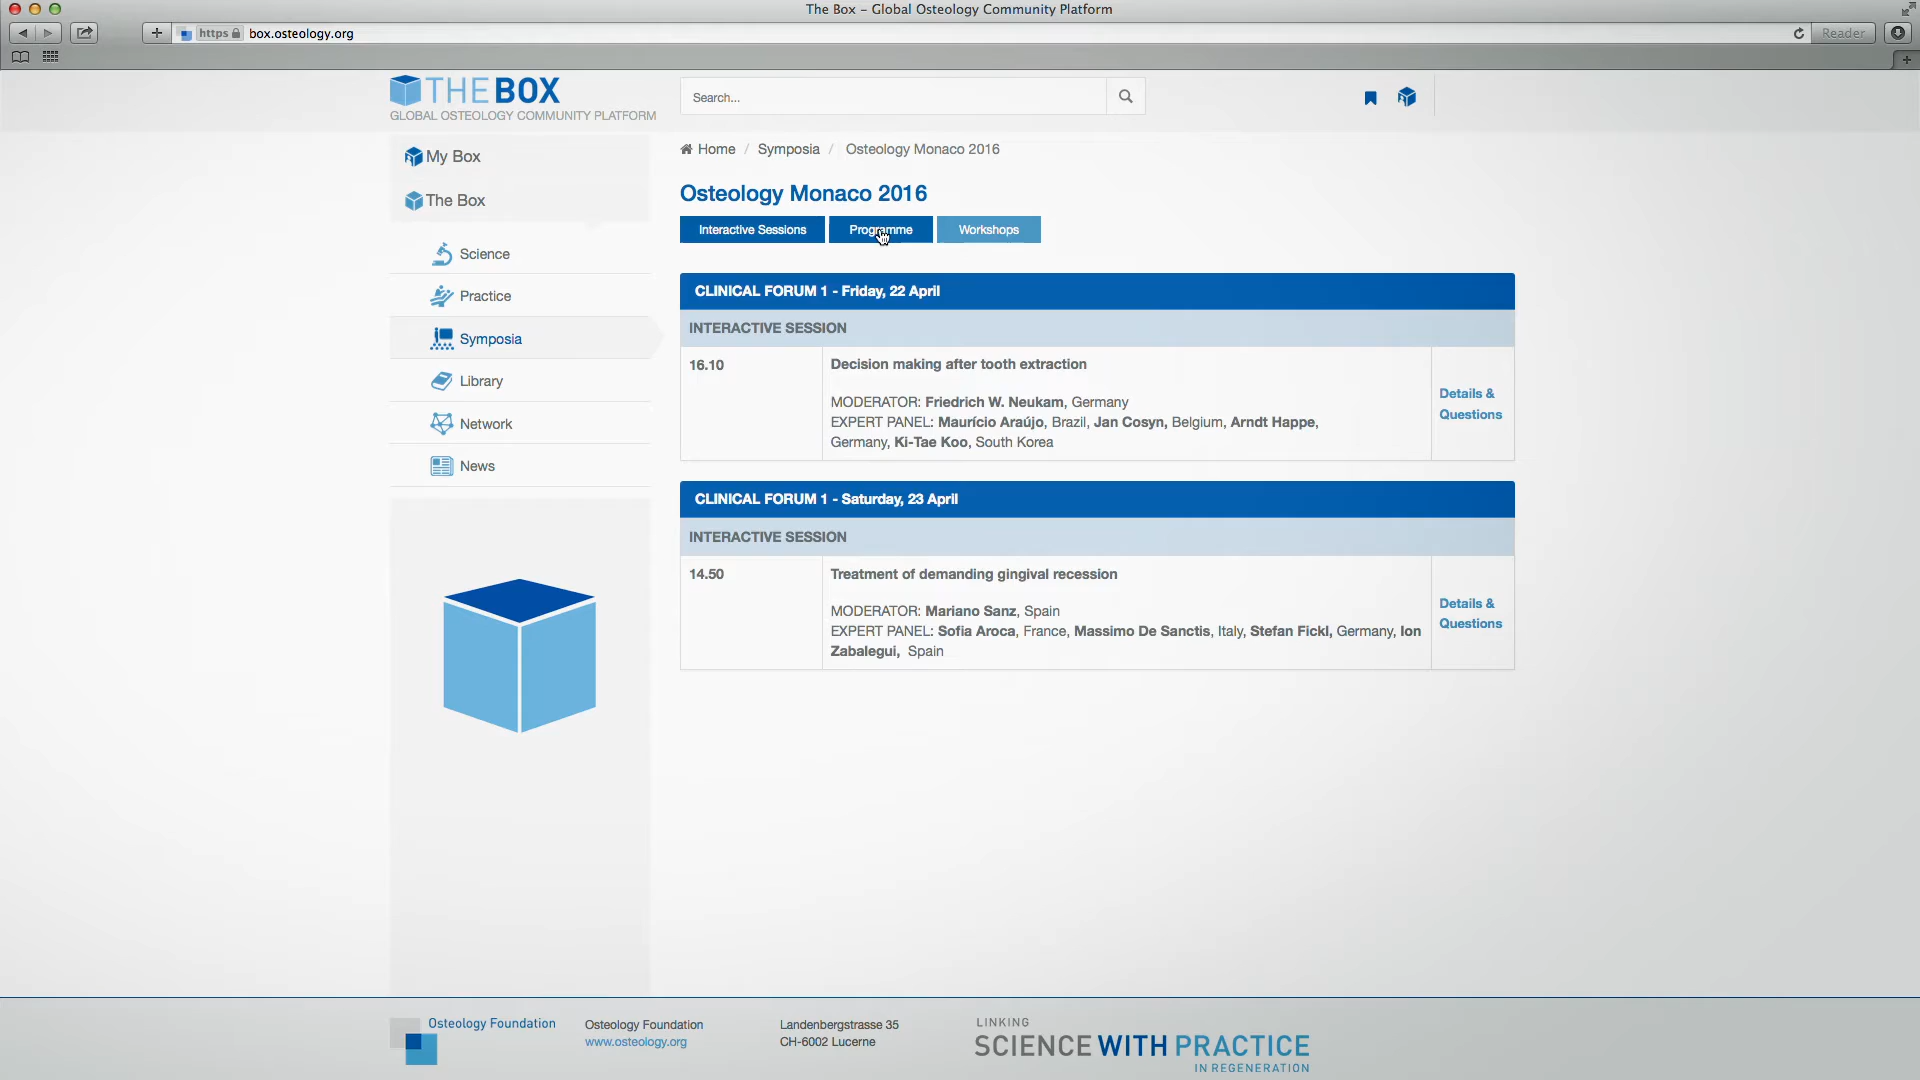 The Box – Global Osteology Community Platform
https box.osteology.org
Reader
THE BOX
GLOBAL OSTEOLOGY COMMUNITY PLATFORM
Search...
My Box
The Box
Science
Practice
Symposia
Library
Network
News
Home / Symposia / Osteology Monaco 2016
Osteology Monaco 2016
Interactive Sessions
Programme
Workshops
CLINICAL FORUM 1 - Friday, 22 April
INTERACTIVE SESSION
16.10
Decision making after tooth extraction
MODERATOR: Friedrich W. Neukam, Germany
EXPERT PANEL: Maurício Araújo, Brazil, Jan Cosyn, Belgium, Arndt Happe,
Germany, Ki-Tae Koo, South Korea
Details &
Questions
CLINICAL FORUM 1 - Saturday, 23 April
INTERACTIVE SESSION
14.50
Treatment of demanding gingival recession
MODERATOR: Mariano Sanz, Spain
EXPERT PANEL: Sofia Aroca, France, Massimo De Sanctis, Italy, Stefan Fickl, Germany, Ion
Zabalegui, Spain
Details &
Questions
Osteology Foundation
Osteology Foundation
www.osteology.org
Landenbergstrasse 35
CH-6002 Lucerne
LINKING
SCIENCE WITH PRACTICE
IN REGENERATION